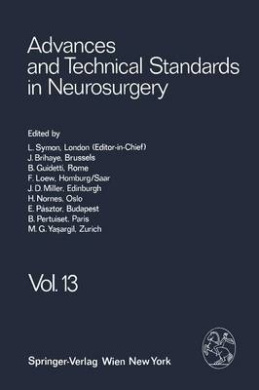 Advances
and Technical Standards
in Neurosurgery
Edited by
L. Symon, London (Editor-in-Chief)
J. Brihaye, Brussels
B. Guidetti, Rome
F. Loew, Homburg/Saar
J. D. Miller, Edinburgh
H. Nornes, Oslo
E. Pásztor, Budapest
B. Pertuiset, Paris
M. G. Yaşargil, Zurich
Vol. 13
Springer-Verlag Wien New York